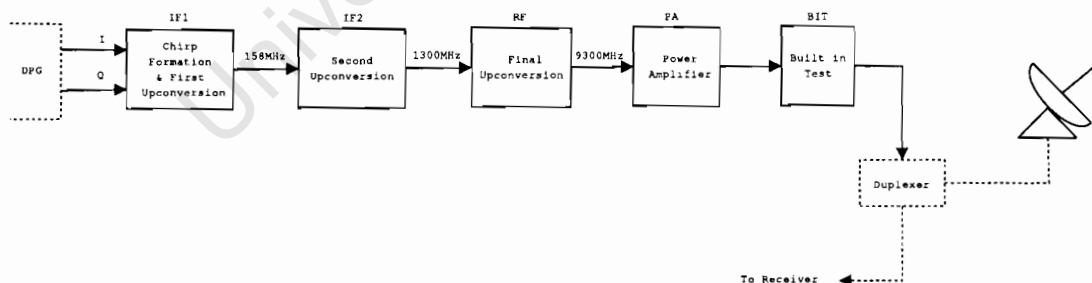 IF1
IF2
RF
PA
BIT
DPG
I
Q
Chirp
Formation
& First
Upconversion
158MHz
Second
Upconversion
1300MHz
Final
Upconversion
9300MHz
Power
Amplifier
Built in
Test
Duplexer
To Receiver
Unive